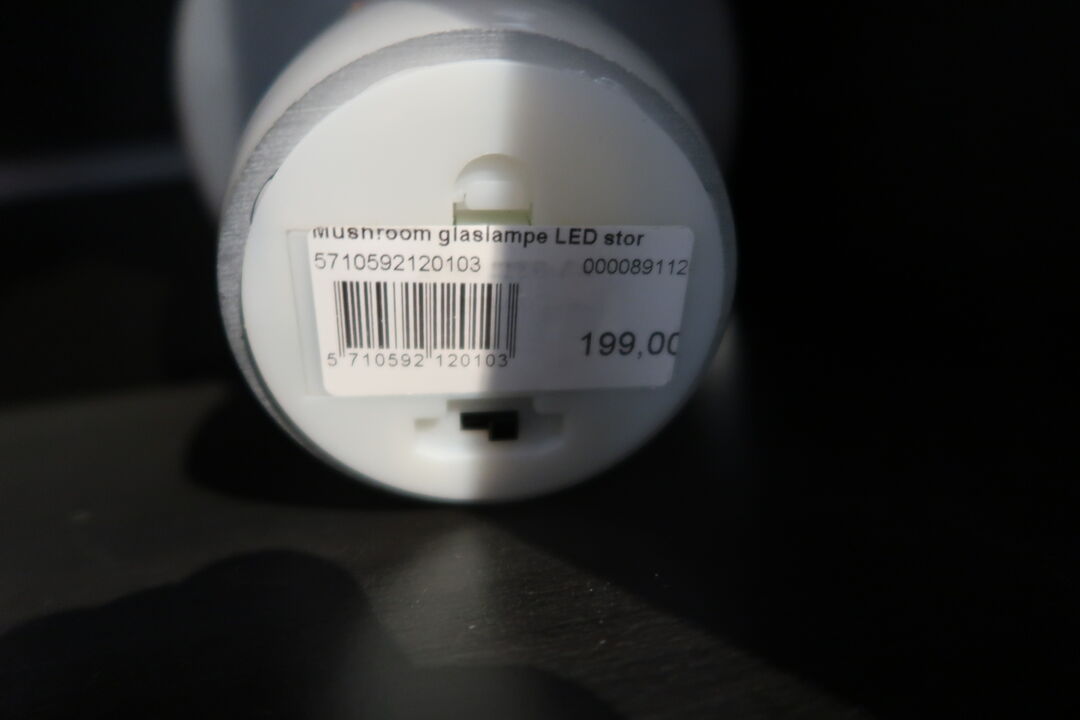 Mushroom glaslampe LED stor
5710592120103 000089112
199,00
5 710592 120103